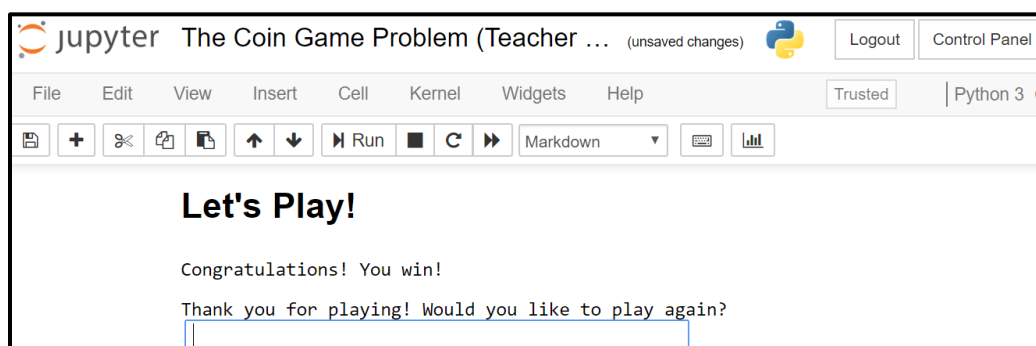 jupyter The Coin Game Problem (Teacher ... (unsaved changes) Logout Control Panel
File Edit View Insert Cell Kernel Widgets Help Trusted Python 3
Run Markdown
Let's Play!
Congratulations! You win!
Thank you for playing! Would you like to play again?